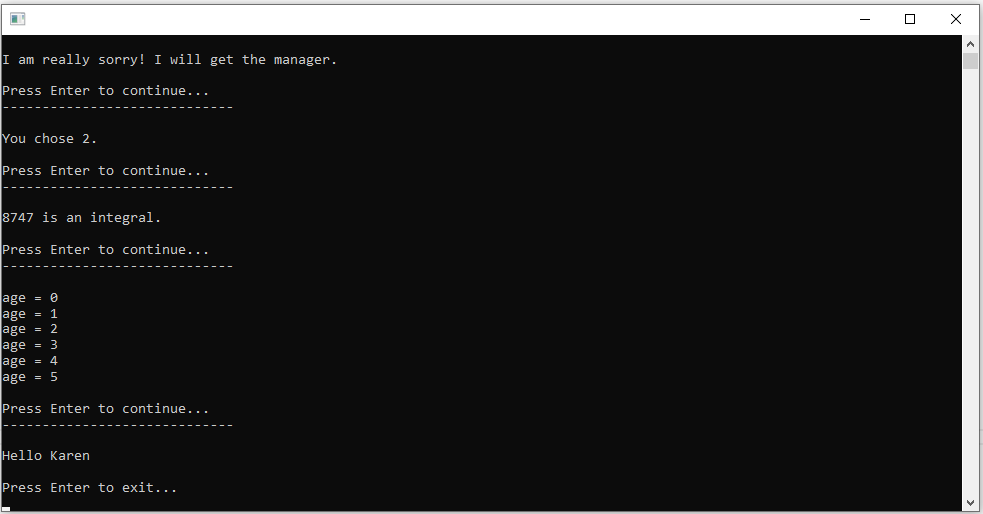 I am really sorry! I will get the manager.
Press Enter to continue...
-----------------------------
You chose 2.
Press Enter to continue...
-----------------------------
8747 is an integral.
Press Enter to continue...
-----------------------------
age = 0
age = 1
age = 2
age = 3
age = 4
age = 5
Press Enter to continue...
-----------------------------
Hello Karen
Press Enter to exit...